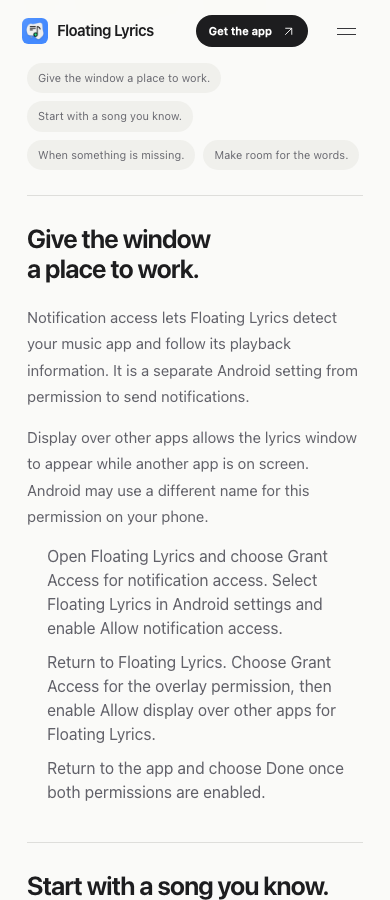 Floating Lyrics
Get the app
Give the window a place to work.
Start with a song you know.
When something is missing.
Make room for the words.
Give the window
a place to work.
Notification access lets Floating Lyrics detect
your music app and follow its playback
information. It is a separate Android setting from
permission to send notifications.
Display over other apps allows the lyrics window
to appear while another app is on screen.
Android may use a different name for this
permission on your phone.
Open Floating Lyrics and choose Grant
Access for notification access. Select
Floating Lyrics in Android settings and
enable Allow notification access.
Return to Floating Lyrics. Choose Grant
Access for the overlay permission, then
enable Allow display over other apps for
Floating Lyrics.
Return to the app and choose Done once
both permissions are enabled.
Start with a song you know.